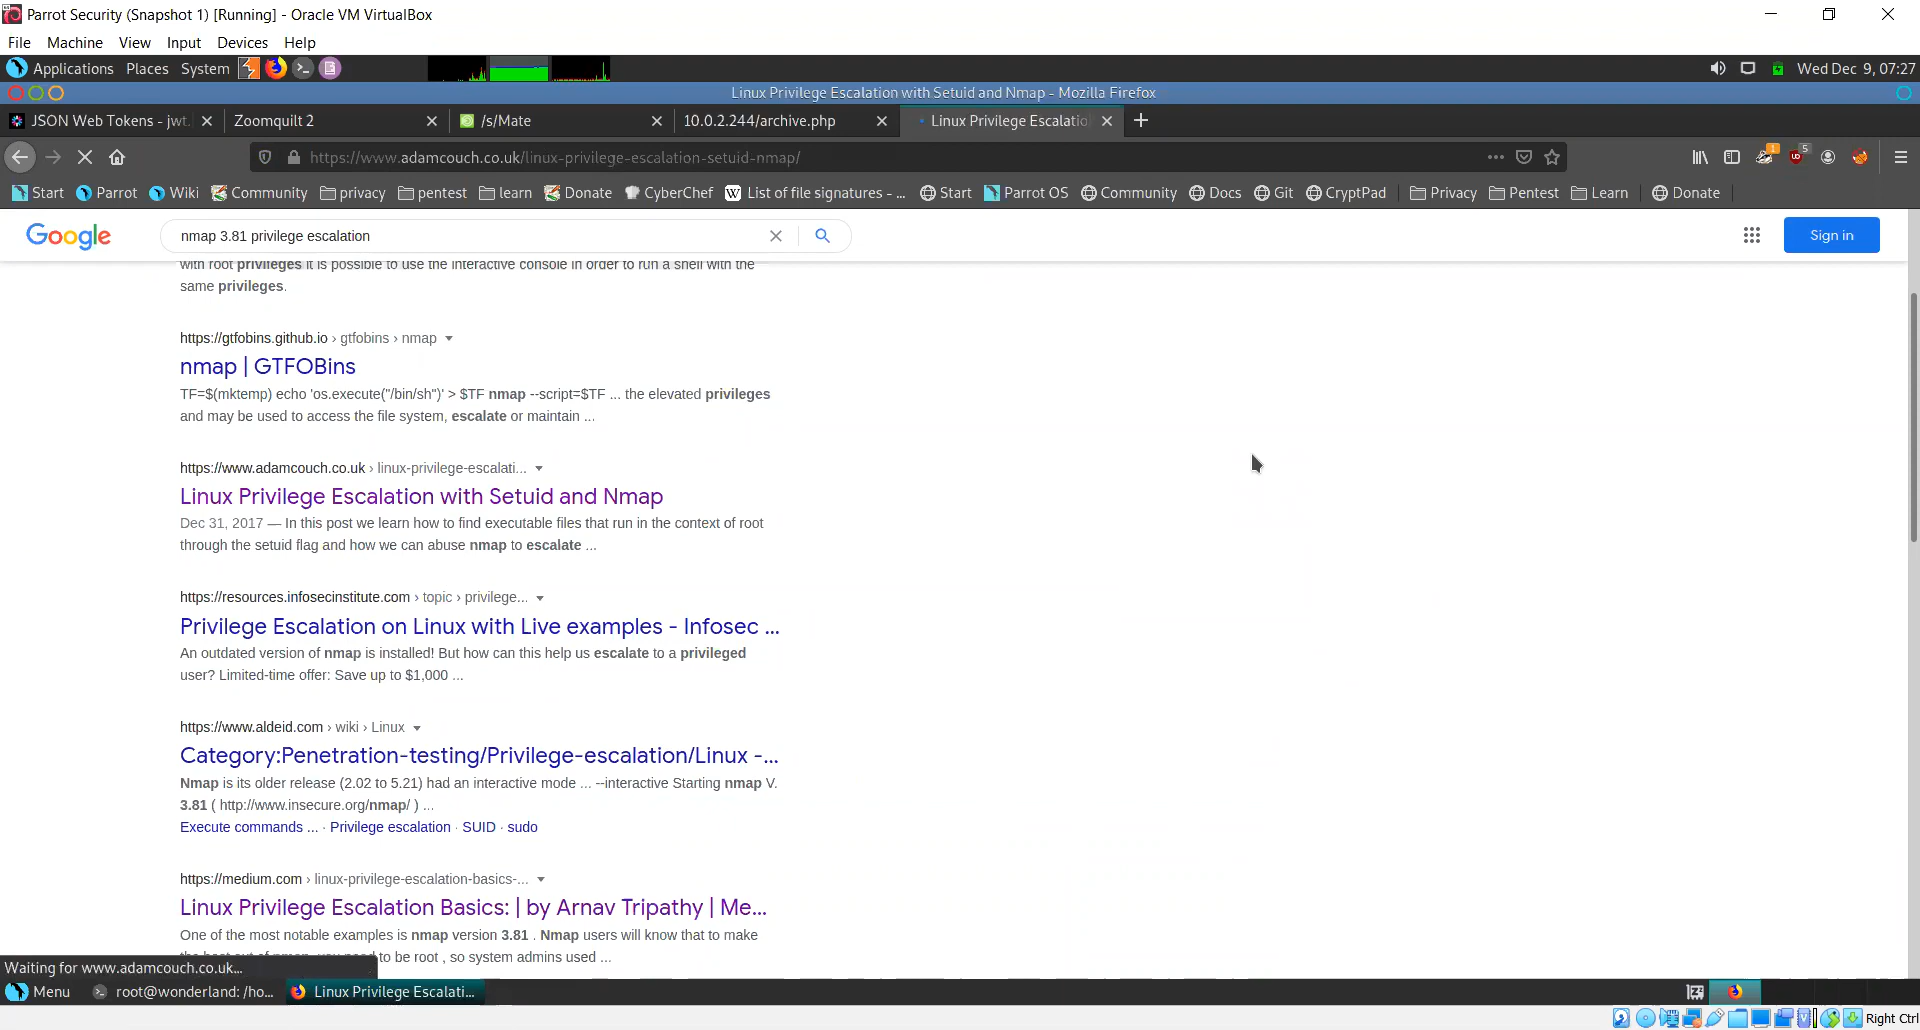 Parrot Security (Snapshot 1) [Running] - Oracle VM VirtualBox
File Machine View Input Devices Help
Applications Places System Wed Dec 9, 07:27
Linux Privilege Escalation with Setuid and Nmap - Mozilla Firefox
JSON Web Tokens - jwt. Zoomquilt 2 /s/Mate 10.0.2.244/archive.php Linux Privilege Escalatio
https://www.adamcouch.co.uk/linux-privilege-escalation-setuid-nmap/ 1 5
Start Parrot Wiki Community privacy pentest learn Donate CyberChef List of file signatures - ... Start Parrot OS Community Docs Git CryptPad Privacy Pentest Learn Donate
Google nmap 3.81 privilege escalation Sign in
with root privileges it is possible to use the interactive console in order to run a shell with the
same privileges.
https://gtfobins.github.io › gtfobins › nmap
nmap | GTFOBins
TF=$(mktemp) echo 'os.execute("/bin/sh")' > $TF nmap --script=$TF ... the elevated privileges
and may be used to access the file system, escalate or maintain ...
https://www.adamcouch.co.uk › linux-privilege-escalati...
Linux Privilege Escalation with Setuid and Nmap
Dec 31, 2017 — In this post we learn how to find executable files that run in the context of root
through the setuid flag and how we can abuse nmap to escalate ...
https://resources.infosecinstitute.com › topic › privilege...
Privilege Escalation on Linux with Live examples - Infosec ...
An outdated version of nmap is installed! But how can this help us escalate to a privileged
user? Limited-time offer: Save up to $1,000 ...
https://www.aldeid.com › wiki › Linux
Category:Penetration-testing/Privilege-escalation/Linux -...
Nmap is its older release (2.02 to 5.21) had an interactive mode ... --interactive Starting nmap V.
3.81 ( http://www.insecure.org/nmap/ ) ...
Execute commands ... · Privilege escalation · SUID · sudo
https://medium.com › linux-privilege-escalation-basics-...
Linux Privilege Escalation Basics: | by Arnav Tripathy | Me...
One of the most notable examples is nmap version 3.81 . Nmap users will know that to make
to be root , so system admins used ...
Waiting for www.adamcouch.co.uk...
Menu root@wonderland: /ho... Linux Privilege Escalati...
Right Ctrl